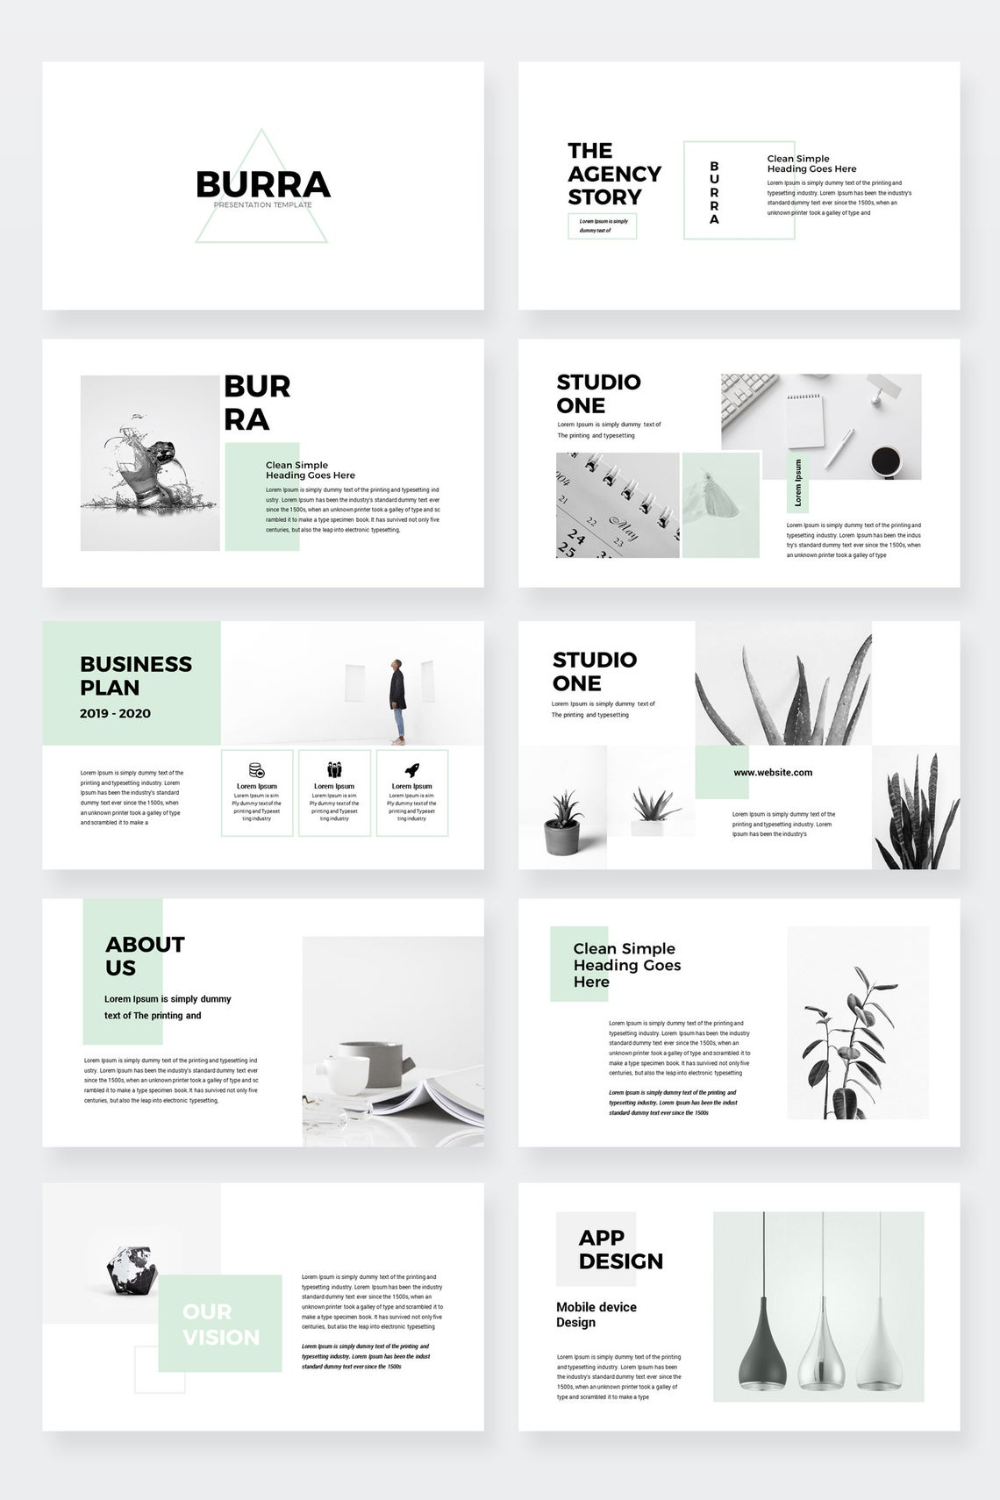 BURRA
PRESENTATION TEMPLATE
THE
AGENCY
STORY
Lorem Ipsum is simply
dummy text of
B
U
R
R
A
Clean Simple
Heading Goes Here
Lorem Ipsum is simply dummy text of the printing and
typesetting industry. Lorem Ipsum has been the industry's
standard dummy text ever since the 1500s, when an
unknown printer took a galley of type and
BUR
RA
Clean Simple
Heading Goes Here
Lorem Ipsum is simply dummy text of the printing and typesetting ind
ustry. Lorem Ipsum has been the industry's standard dummy text ever
since the 1500s, when an unknown printer took a galley of type and sc
rambled it to make a type specimen book. It has survived not only five
centuries, but also the leap into electronic typesetting,
STUDIO
ONE
Lorem Ipsum is simply dummy text of
The printing and typesetting
21
22
23
24
25
May
Lorem Ipsum
Lorem Ipsum is simply dummy text of the printing and
typesetting industry. Lorem Ipsum has been the indus
try's standard dummy text ever since the 1500s, when
an unknown printer took a galley of type
BUSINESS
PLAN
2019 - 2020
Lorem Ipsum is simply dummy text of the
printing and typesetting industry. Lorem
Ipsum has been the industry's standard
dummy text ever since the 1500s, when
an unknown printer took a galley of type
and scrambled it to make a
Lorem Ipsum
Lorem Ipsum is sim
Ply dummy text of the
printing and Typeset
ting industry
Lorem Ipsum
Lorem Ipsum is sim
Ply dummy text of the
printing and Typeset
ting industry
Lorem Ipsum
Lorem Ipsum is sim
Ply dummy text of the
printing and Typeset
ting industry
STUDIO
ONE
Lorem Ipsum is simply dummy text of
The printing and typesetting
www.website.com
Lorem Ipsum is simply dummy text of the
printing and typesetting industry. Lorem
Ipsum has been the industry's
ABOUT
US
Lorem Ipsum is simply dummy
text of The printing and
Lorem Ipsum is simply dummy text of the printing and typesetting ind
ustry. Lorem Ipsum has been the industry's standard dummy text ever
since the 1500s, when an unknown printer took a galley of type and sc
rambled it to make a type specimen book. It has survived not only five
centuries, but also the leap into electronic typesetting,
Clean Simple
Heading Goes
Here
Lorem Ipsum is simply dummy text of the printing and
typesetting industry. Lorem Ipsum has been the industry's
standard dummy text ever since the 1500s, when an
unknown printer took a galley of type and scrambled it to
make a type specimen book. It has survived not only five
centuries, but also the leap into electronic typesetting
Lorem Ipsum is simply dummy text of the printing and
typesetting industry. Lorem Ipsum has been the indust
standard dummy text ever since the 1500s
OUR
VISION
Lorem Ipsum is simply dummy text of the printing and
typesetting industry. Lorem Ipsum has been the industry's
standard dummy text ever since the 1500s, when an
unknown printer took a galley of type and scrambled it to
make a type specimen book. It has survived not only five
centuries, but also the leap into electronic typesetting
Lorem Ipsum is simply dummy text of the printing and
typesetting industry. Lorem Ipsum has been the indust
standard dummy text ever since the 1500s
APP
DESIGN
Mobile device
Design
Lorem Ipsum is simply dummy text of the printing
and typesetting industry. Lorem Ipsum has been
the industry's standard dummy text ever since the
1500s, when an unknown printer took a galley of
type and scrambled it to make a type